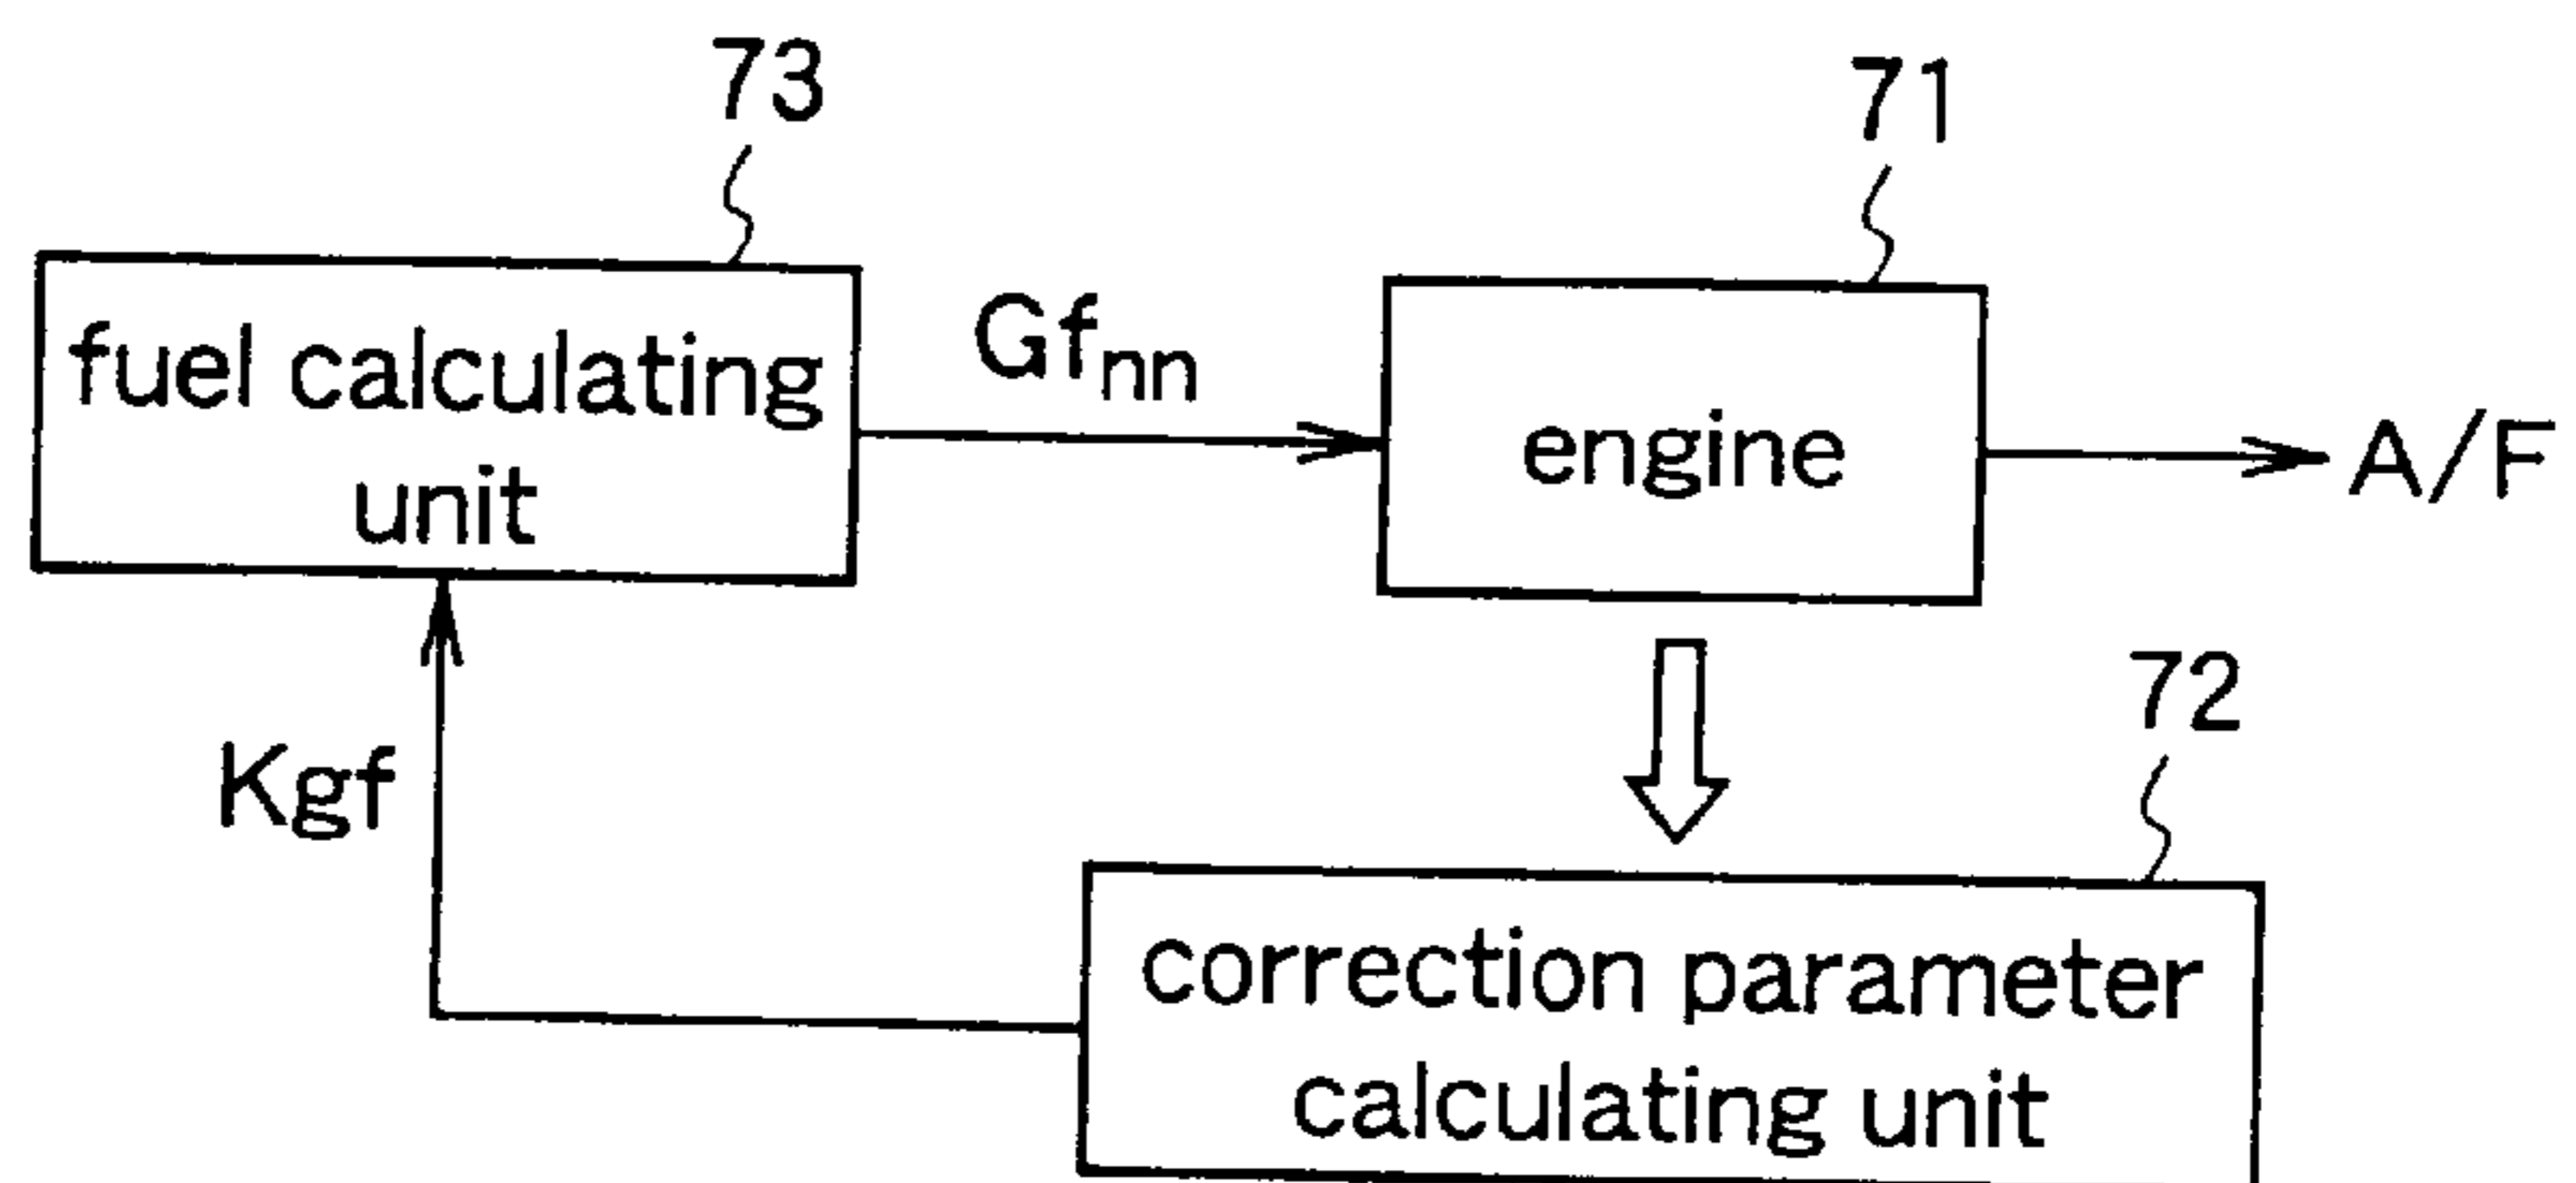 73
71
fuel calculating
unit
Gfnn
engine
A/F
Kgf
72
correction parameter
calculating unit